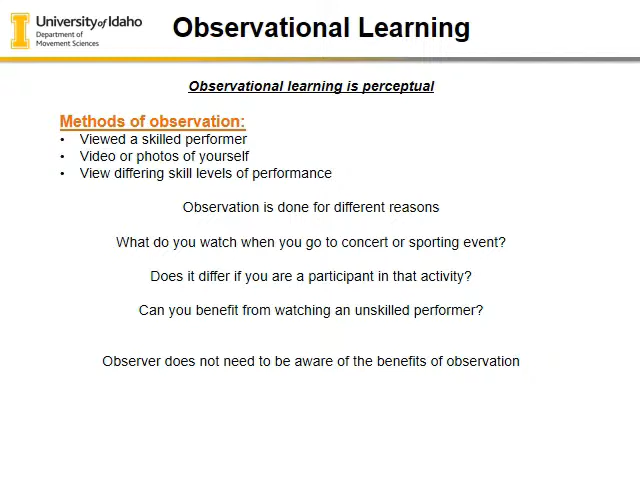 University of Idaho
Department of
Movement Sciences
Observational Learning
Observational learning is perceptual
Methods of observation:
• Viewed a skilled performer
• Video or photos of yourself
• View differing skill levels of performance
Observation is done for different reasons
What do you watch when you go to concert or sporting event?
Does it differ if you are a participant in that activity?
Can you benefit from watching an unskilled performer?
Observer does not need to be aware of the benefits of observation